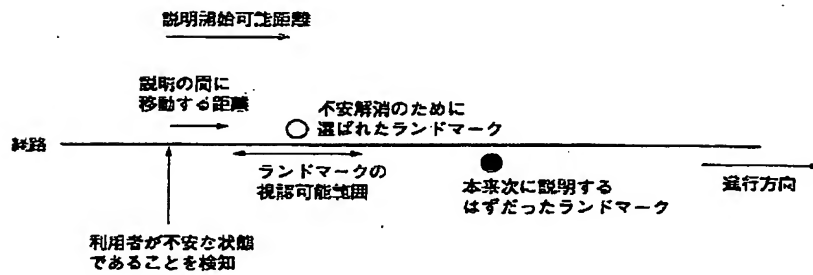 説明開始可能距離
説明の間に
移動する距離
不安解消のために
選ばれたランドマーク
経路
ランドマークの
視認可能範囲
本来次に説明する
はずだったランドマーク
進行方向
利用者が不安な状態
であることを検知